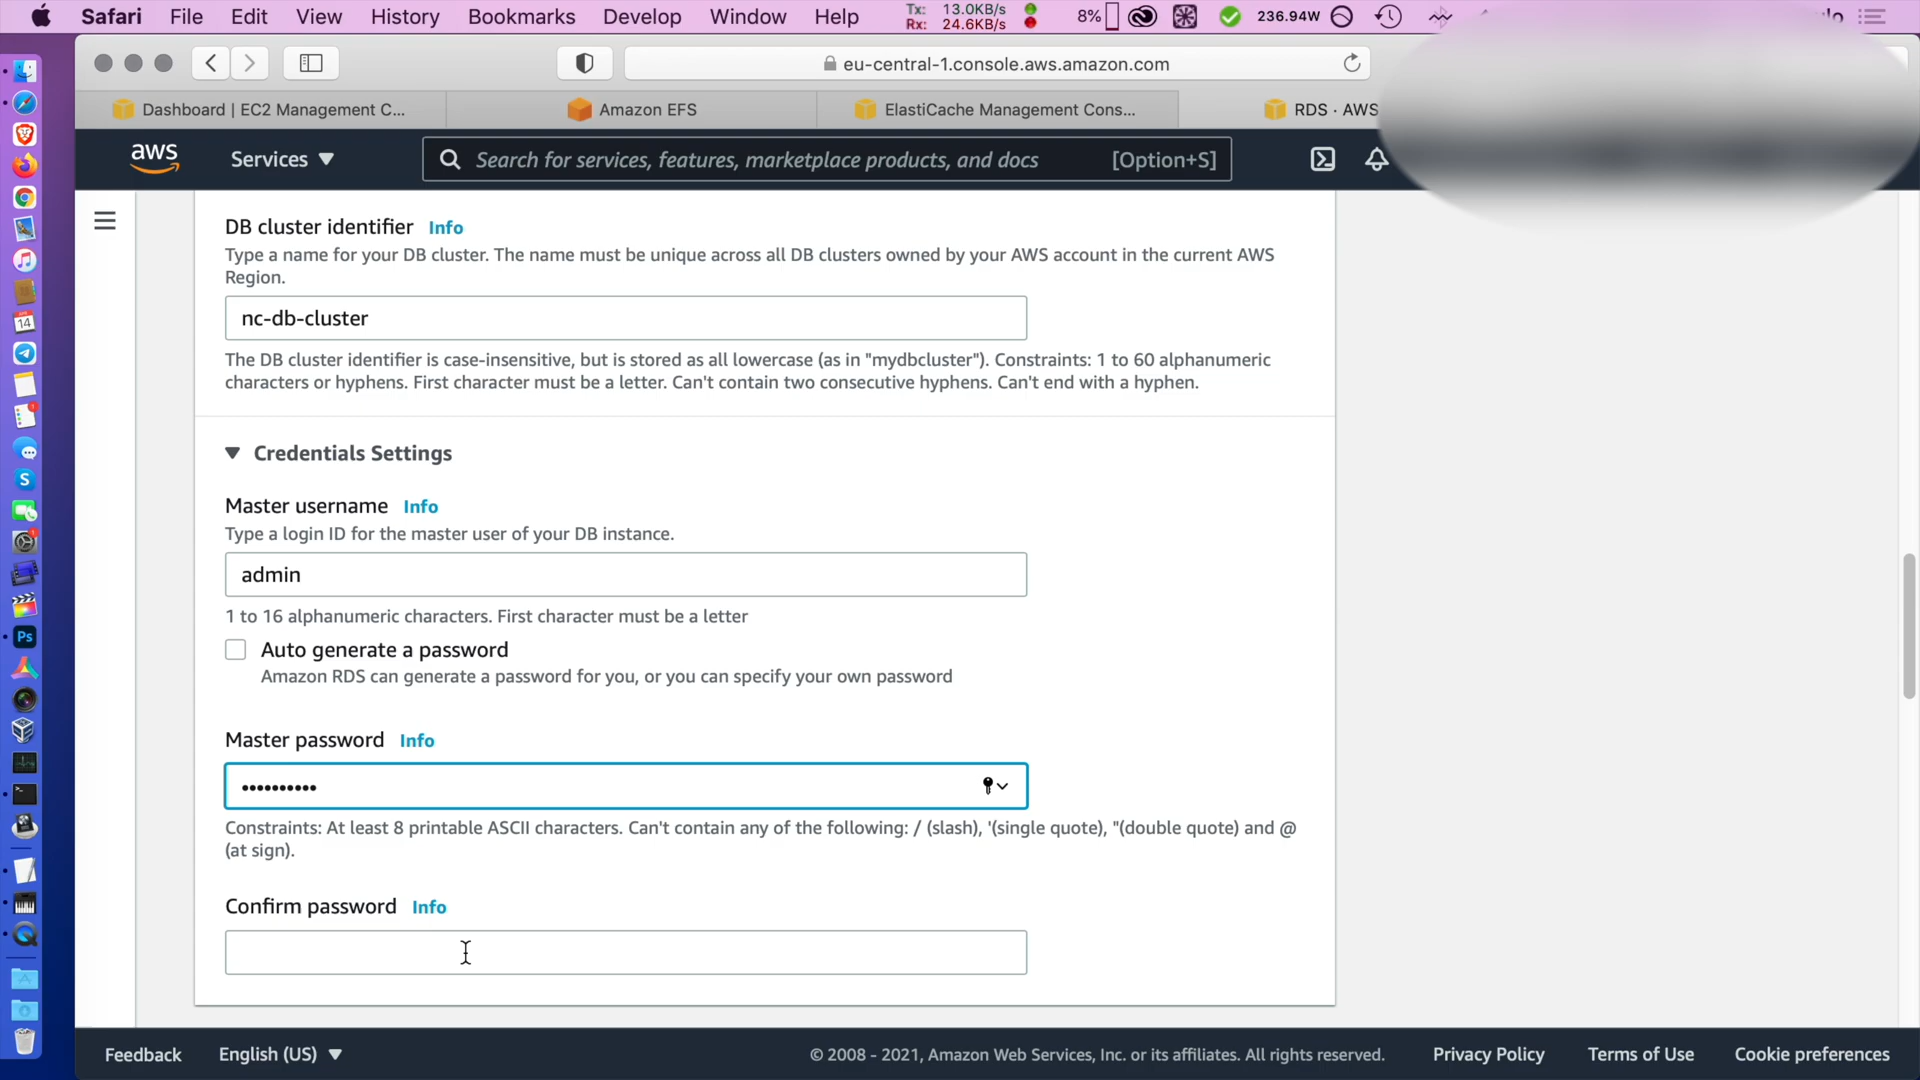 Safari File Edit View History Bookmarks Develop Window Help Tx: 13.0KB/s Rx: 24.6KB/s 8% 236.94W
eu-central-1.console.aws.amazon.com
Dashboard | EC2 Management C... Amazon EFS ElastiCache Management Cons... RDS · AWS
aws Services Search for services, features, marketplace products, and docs [Option+S]
DB cluster identifier Info
Type a name for your DB cluster. The name must be unique across all DB clusters owned by your AWS account in the current AWS
Region.
nc-db-cluster
The DB cluster identifier is case-insensitive, but is stored as all lowercase (as in "mydbcluster"). Constraints: 1 to 60 alphanumeric
characters or hyphens. First character must be a letter. Can't contain two consecutive hyphens. Can't end with a hyphen.
Credentials Settings
Master username Info
Type a login ID for the master user of your DB instance.
admin
1 to 16 alphanumeric characters. First character must be a letter
Auto generate a password
Amazon RDS can generate a password for you, or you can specify your own password
Master password Info
••••••••••
Constraints: At least 8 printable ASCII characters. Can't contain any of the following: / (slash), '(single quote), "(double quote) and @
(at sign).
Confirm password Info
Feedback English (US) © 2008 - 2021, Amazon Web Services, Inc. or its affiliates. All rights reserved. Privacy Policy Terms of Use Cookie preferences
14
S
Ps